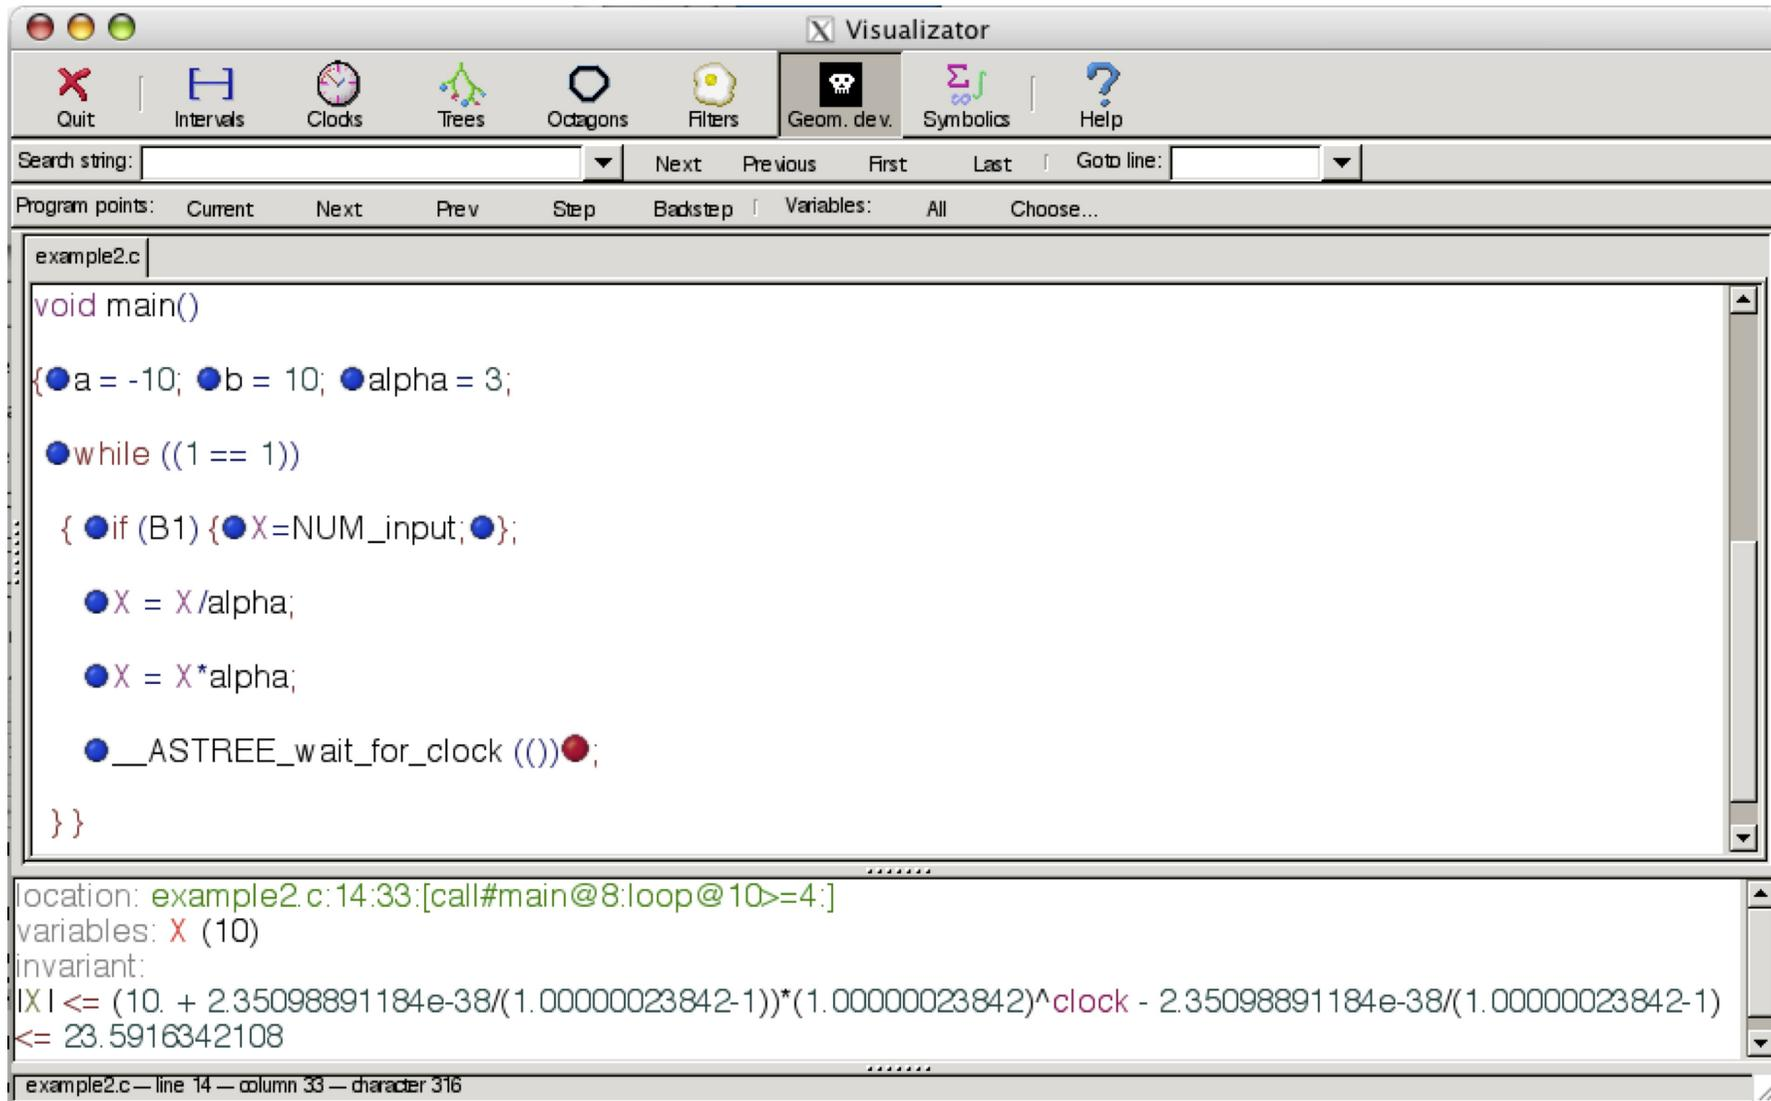 Visualizator
Quit Intervals Clocks Trees Octagons Filters Geom. dev. Symbolics Help
Search string: Next Previous First Last Goto line:
Program points: Current Next Prev Step Backstep Variables: All Choose...
example2.c
void main()
{a = -10; b = 10; alpha = 3;
while ((1 == 1))
{ if (B1) {X=NUM_input;};
X = X/alpha;
X = X*alpha;
__ASTREE_wait_for_clock (());
} }
location: example2.c:14:33:[call#main@8:loop@10>=4:]
variables: X (10)
invariant:
|X| <= (10. + 2.35098891184e-38/(1.00000023842-1))*(1.00000023842)^clock - 2.35098891184e-38/(1.00000023842-1)
<= 23.5916342108
example2.c — line 14 — column 33 — character 316